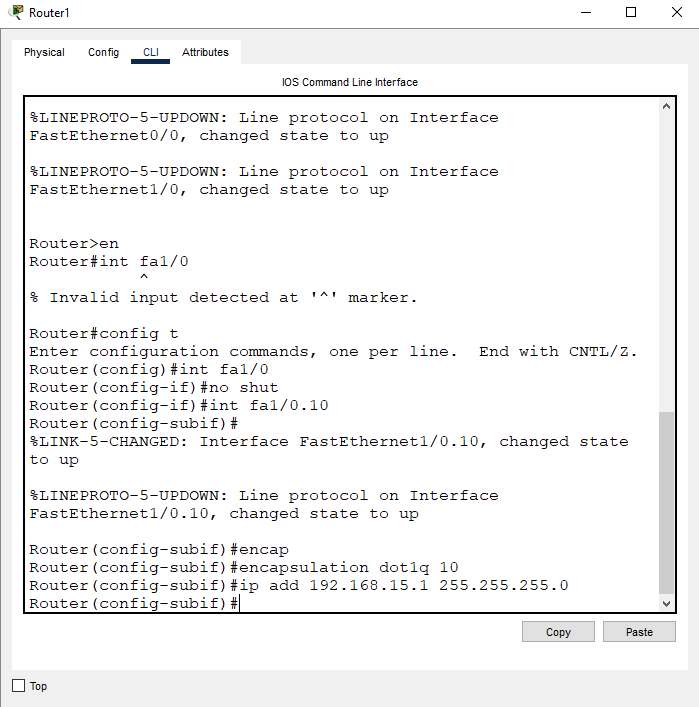 Router1
Physical Config CLI Attributes
IOS Command Line Interface
%LINEPROTO-5-UPDOWN: Line protocol on Interface
FastEthernet0/0, changed state to up
%LINEPROTO-5-UPDOWN: Line protocol on Interface
FastEthernet1/0, changed state to up
Router>en
Router#int fa1/0
^
% Invalid input detected at '^' marker.
Router#config t
Enter configuration commands, one per line.  End with CNTL/Z.
Router(config)#int fa1/0
Router(config-if)#no shut
Router(config-if)#int fa1/0.10
Router(config-subif)#
%LINK-5-CHANGED: Interface FastEthernet1/0.10, changed state
to up
%LINEPROTO-5-UPDOWN: Line protocol on Interface
FastEthernet1/0.10, changed state to up
Router(config-subif)#encap
Router(config-subif)#encapsulation dot1q 10
Router(config-subif)#ip add 192.168.15.1 255.255.255.0
Router(config-subif)#
Copy Paste
Top